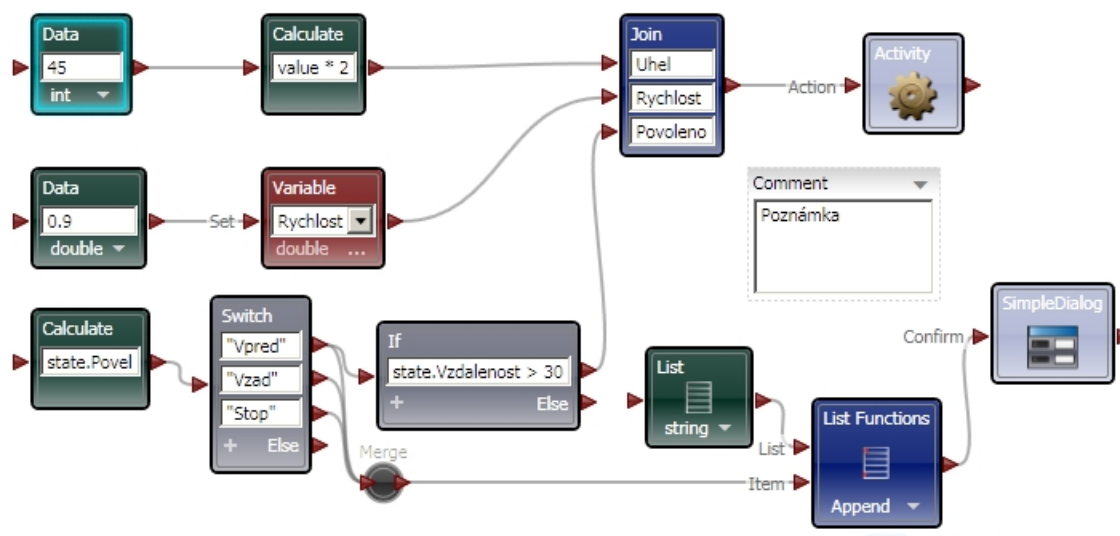 Data
45
int
Calculate
value * 2
Join
Uhel
Rychlost
Povoleno
Action
Activity
Data
0.9
double
Set
Variable
Rychlost
double ...
Comment
Poznámka
Calculate
state.Povel
Switch
"Vpred"
"Vzad"
"Stop"
+ Else
If
state.Vzdalenost > 30
+ Else
Merge
List
string
List
Item
List Functions
Append
Confirm
SimpleDialog